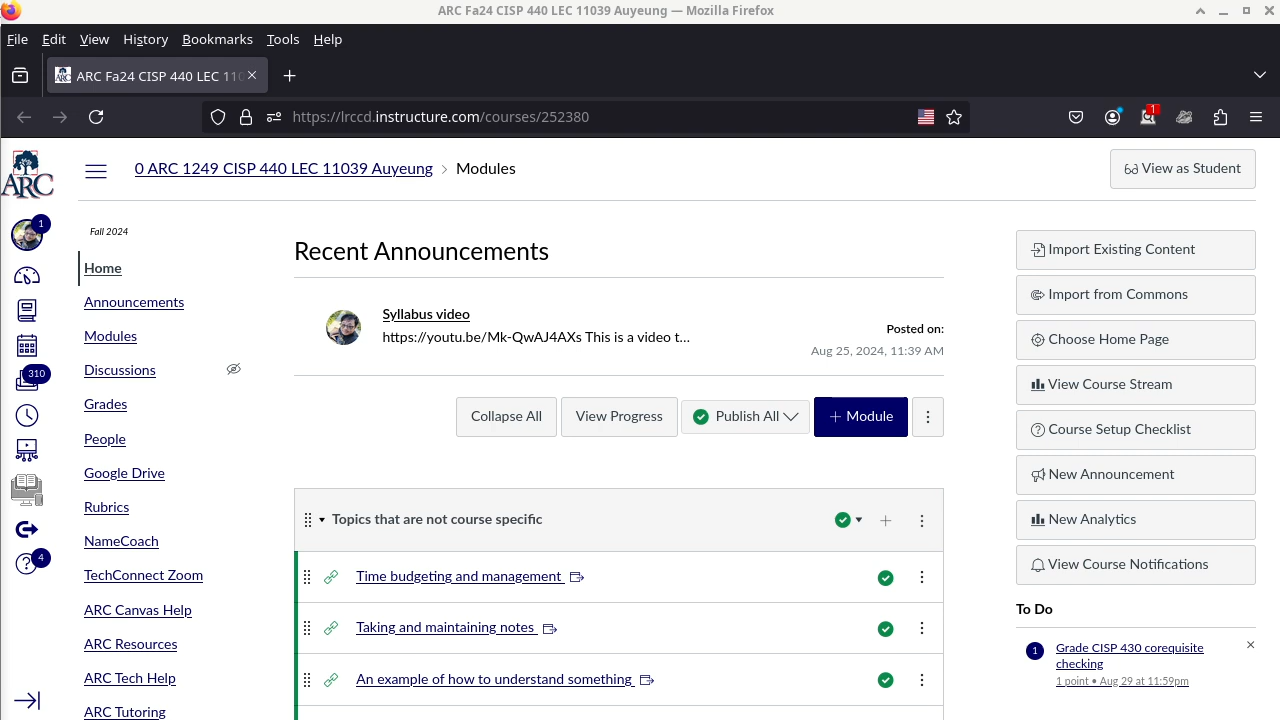 ARC Fa24 CISP 440 LEC 11039 Auyeung — Mozilla Firefox
File Edit View History Bookmarks Tools Help
ARC Fa24 CISP 440 LEC 110
https://lrccd.instructure.com/courses/252380
1
ARC
0 ARC 1249 CISP 440 LEC 11039 Auyeung
Modules
View as Student
1
310
4
Fall 2024
Home
Announcements
Modules
Discussions
Grades
People
Google Drive
Rubrics
NameCoach
TechConnect Zoom
ARC Canvas Help
ARC Resources
ARC Tech Help
ARC Tutoring
Recent Announcements
Syllabus video
https://youtu.be/Mk-QwAJ4AXs This is a video t...
Posted on:
Aug 25, 2024, 11:39 AM
Collapse All
View Progress
Publish All
+ Module
Topics that are not course specific
Time budgeting and management
Taking and maintaining notes
An example of how to understand something
Import Existing Content
Import from Commons
Choose Home Page
View Course Stream
Course Setup Checklist
New Announcement
New Analytics
View Course Notifications
To Do
1
Grade CISP 430 corequisite
checking
1 point • Aug 29 at 11:59pm